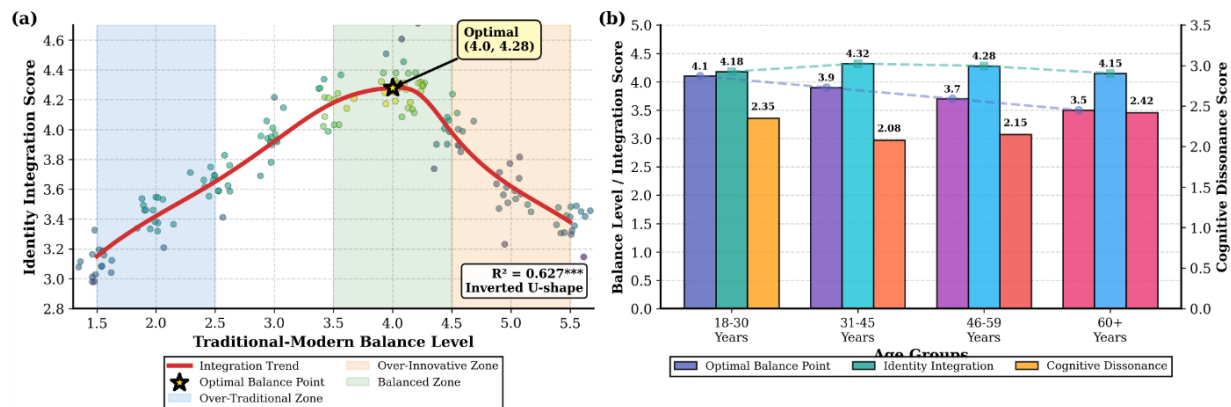 (a)
Identity Integration Score
4.6
4.4
4.2
4.0
3.8
3.6
3.4
3.2
3.0
2.8
Optimal
(4.0, 4.28)
R² = 0.627***
Inverted U-shape
1.5 2.0 2.5 3.0 3.5 4.0 4.5 5.0 5.5
Traditional-Modern Balance Level
Integration Trend
Optimal Balance Point
Over-Traditional Zone
Over-Innovative Zone
Balanced Zone
(b)
Balance Level / Integration Score
5.0
4.5
4.0
3.5
3.0
2.5
2.0
1.5
1.0
0.5
0.0
4.1 4.18 2.35
3.9 4.32 2.08
3.7 4.28 2.15
3.5 4.15 2.42
3.5
3.0
2.5
2.0
1.5
1.0
0.5
0.0
Cognitive Dissonance Score
18-30
Years
31-45
Years
46-59
Years
60+
Years
Age Groups
Optimal Balance Point
Identity Integration
Cognitive Dissonance